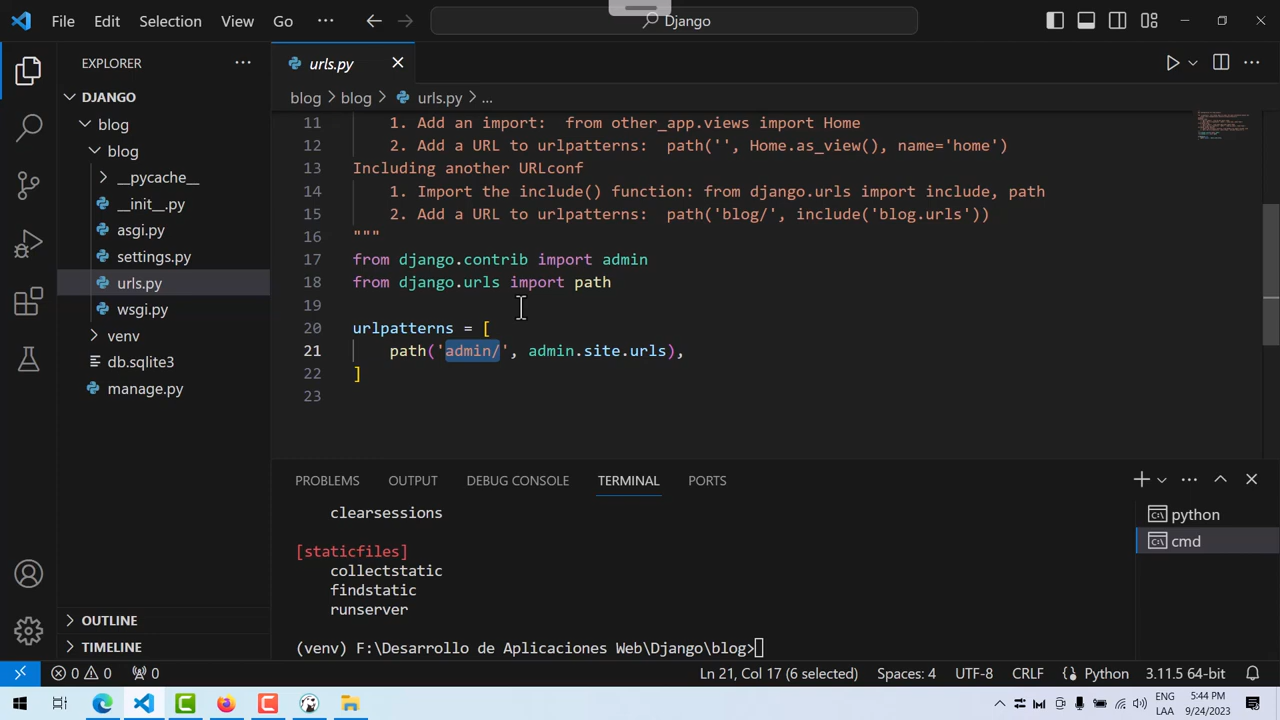 File Edit Selection View Go ··· Django
EXPLORER ···
DJANGO
blog
blog
__pycache__
__init__.py
asgi.py
settings.py
urls.py
wsgi.py
venv
db.sqlite3
manage.py
OUTLINE
TIMELINE
urls.py
blog > blog > urls.py > ...
11 1. Add an import:  from other_app.views import Home
12 2. Add a URL to urlpatterns:  path('', Home.as_view(), name='home')
13 Including another URLconf
14 1. Import the include() function: from django.urls import include, path
15 2. Add a URL to urlpatterns:  path('blog/', include('blog.urls'))
16 """
17 from django.contrib import admin
18 from django.urls import path
19
20 urlpatterns = [
21 path('admin/', admin.site.urls),
22 ]
23
PROBLEMS OUTPUT DEBUG CONSOLE TERMINAL PORTS
clearsessions
[staticfiles]
collectstatic
findstatic
runserver
(venv) F:\Desarrollo de Aplicaciones Web\Django\blog>
python
cmd
0 0 0 Ln 21, Col 17 (6 selected) Spaces: 4 UTF-8 CRLF Python 3.11.5 64-bit
ENG 5:44 PM
LAA 9/24/2023